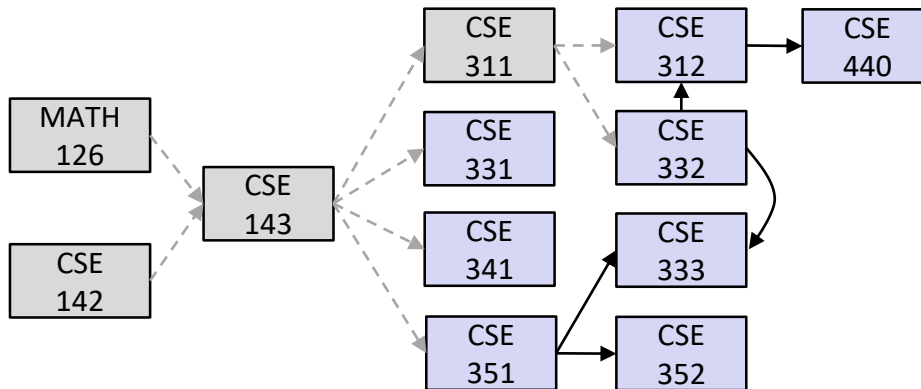 CSE
311
CSE
312
CSE
440
MATH
126
CSE
331
CSE
332
CSE
143
CSE
142
CSE
341
CSE
333
CSE
351
CSE
352